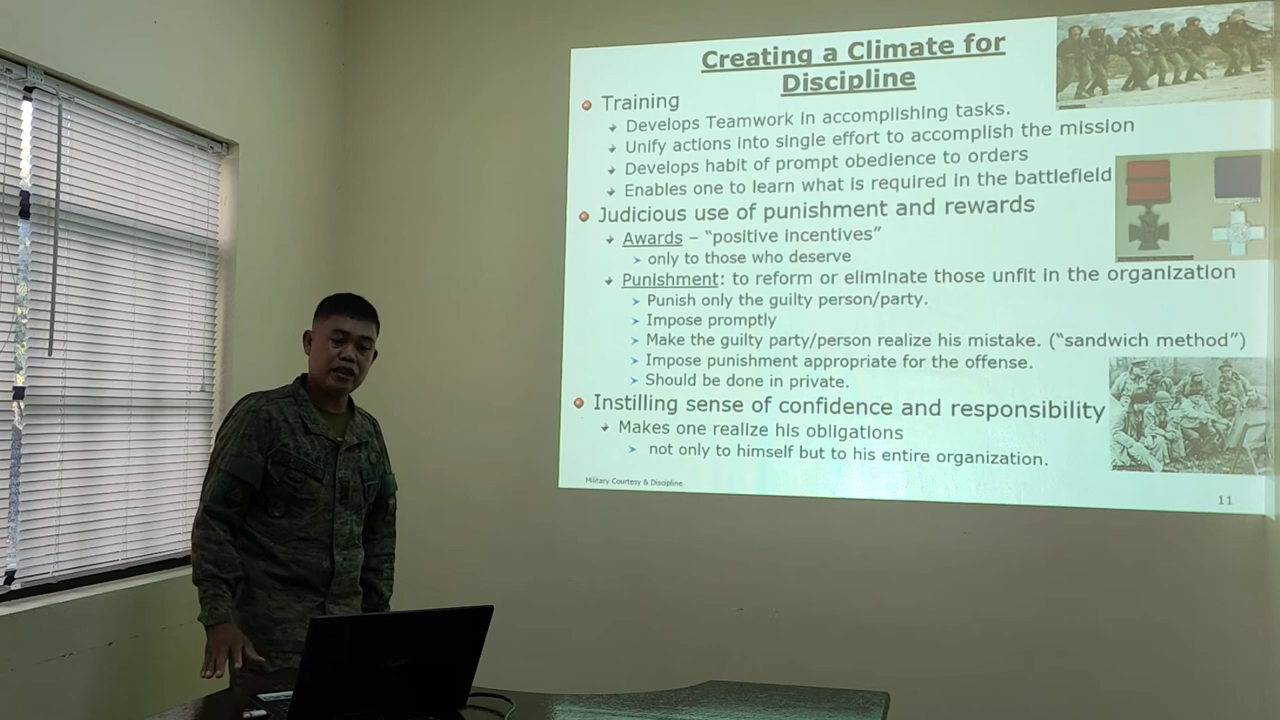 Creating a Climate for
Discipline
Training
Develops Teamwork in accomplishing tasks.
Unify actions into single effort to accomplish the mission
Develops habit of prompt obedience to orders
Enables one to learn what is required in the battlefield
Judicious use of punishment and rewards
Awards – “positive incentives”
only to those who deserve
Punishment: to reform or eliminate those unfit in the organization
Punish only the guilty person/party.
Impose promptly
Make the guilty party/person realize his mistake. (“sandwich method”)
Impose punishment appropriate for the offense.
Should be done in private.
Instilling sense of confidence and responsibility
Makes one realize his obligations
not only to himself but to his entire organization.
Military Courtesy & Discipline
11